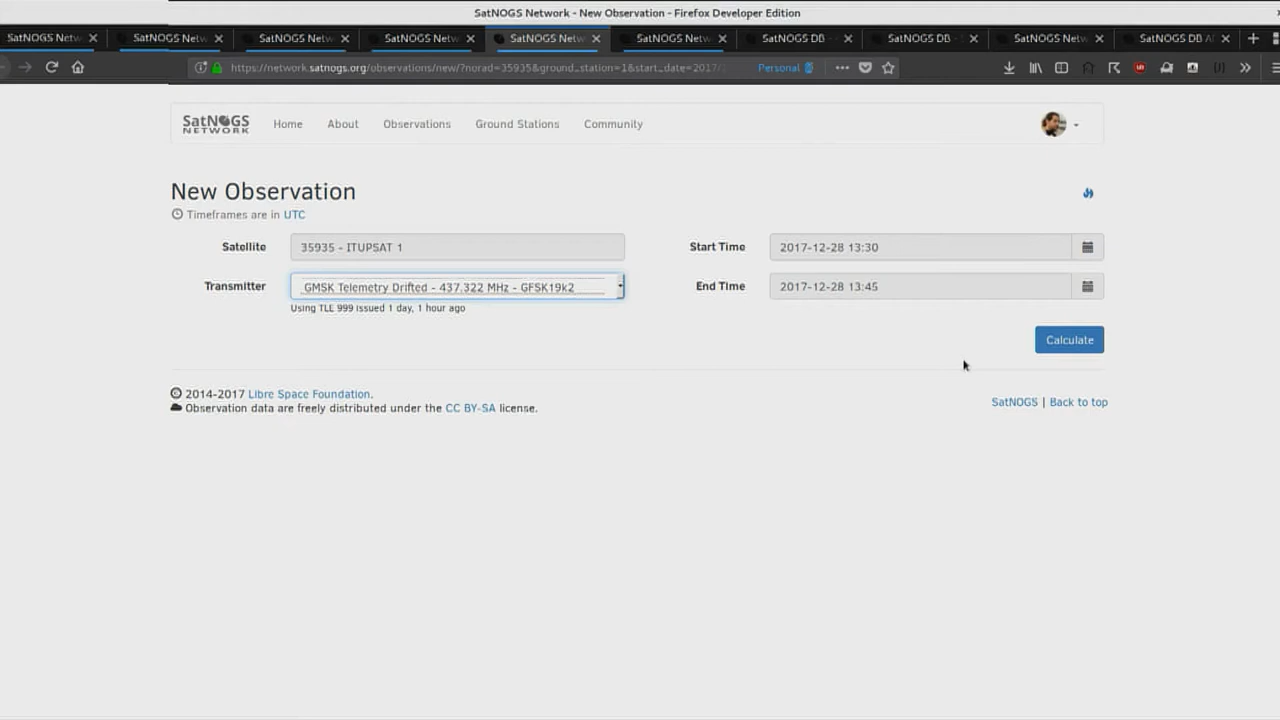 SatNOGS Network - New Observation - Firefox Developer Edition
SatNOGS Netw SatNOGS Netw SatNOGS Netw SatNOGS Netw SatNOGS Netw SatNOGS Netw SatNOGS DB - SatNOGS DB - SatNOGS Netw SatNOGS DB A
https://network.satnogs.org/observations/new/?norad=35935&ground_station=1&start_date=2017/ Personal
SatNOGS NETWORK Home About Observations Ground Stations Community
New Observation
Timeframes are in UTC
Satellite 35935 - ITUPSAT 1 Start Time 2017-12-28 13:30
Transmitter GMSK Telemetry Drifted - 437.322 MHz - GFSK19k2 End Time 2017-12-28 13:45
Using TLE 999 issued 1 day, 1 hour ago
Calculate
© 2014-2017 Libre Space Foundation.
Observation data are freely distributed under the CC BY-SA license.
SatNOGS | Back to top